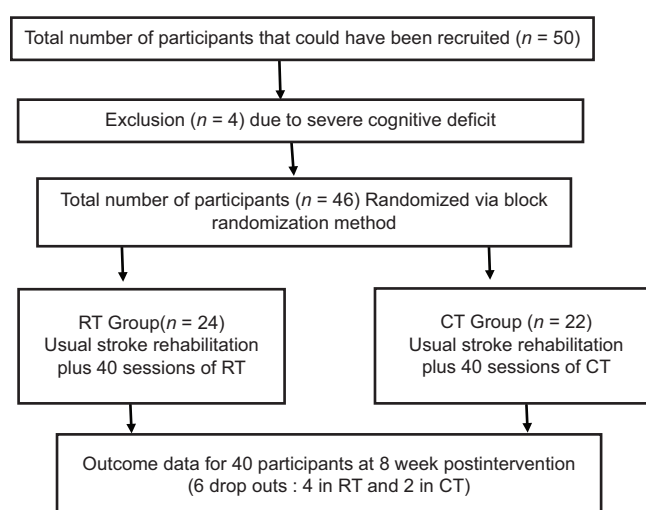 Total number of participants that could have been recruited (n = 50)
Exclusion (n = 4) due to severe cognitive deficit
Total number of participants (n = 46) Randomized via block
randomization method
RT Group(n = 24)
Usual stroke rehabilitation
plus 40 sessions of RT
CT Group (n = 22)
Usual stroke rehabilitation
plus 40 sessions of CT
Outcome data for 40 participants at 8 week postintervention
(6 drop outs : 4 in RT and 2 in CT)